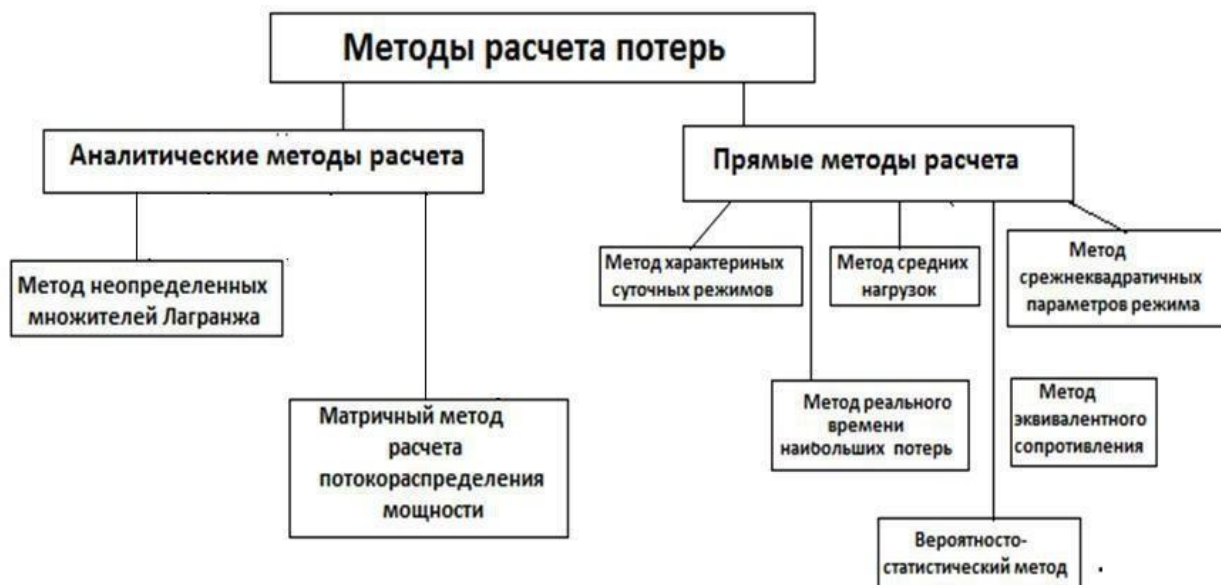 Методы расчета потерь
Аналитические методы расчета
Прямые методы расчета
Метод неопределенных
множителей Лагранжа
Матричный метод
расчета
потокораспределения
мощности
Метод характериных
суточных режимов
Метод средних
нагрузок
Метод
срежнеквадратичных
параметров режима
Метод реального
времени
наибольших потерь
Метод
эквивалентного
сопротивления
Вероятносто-
статистический метод